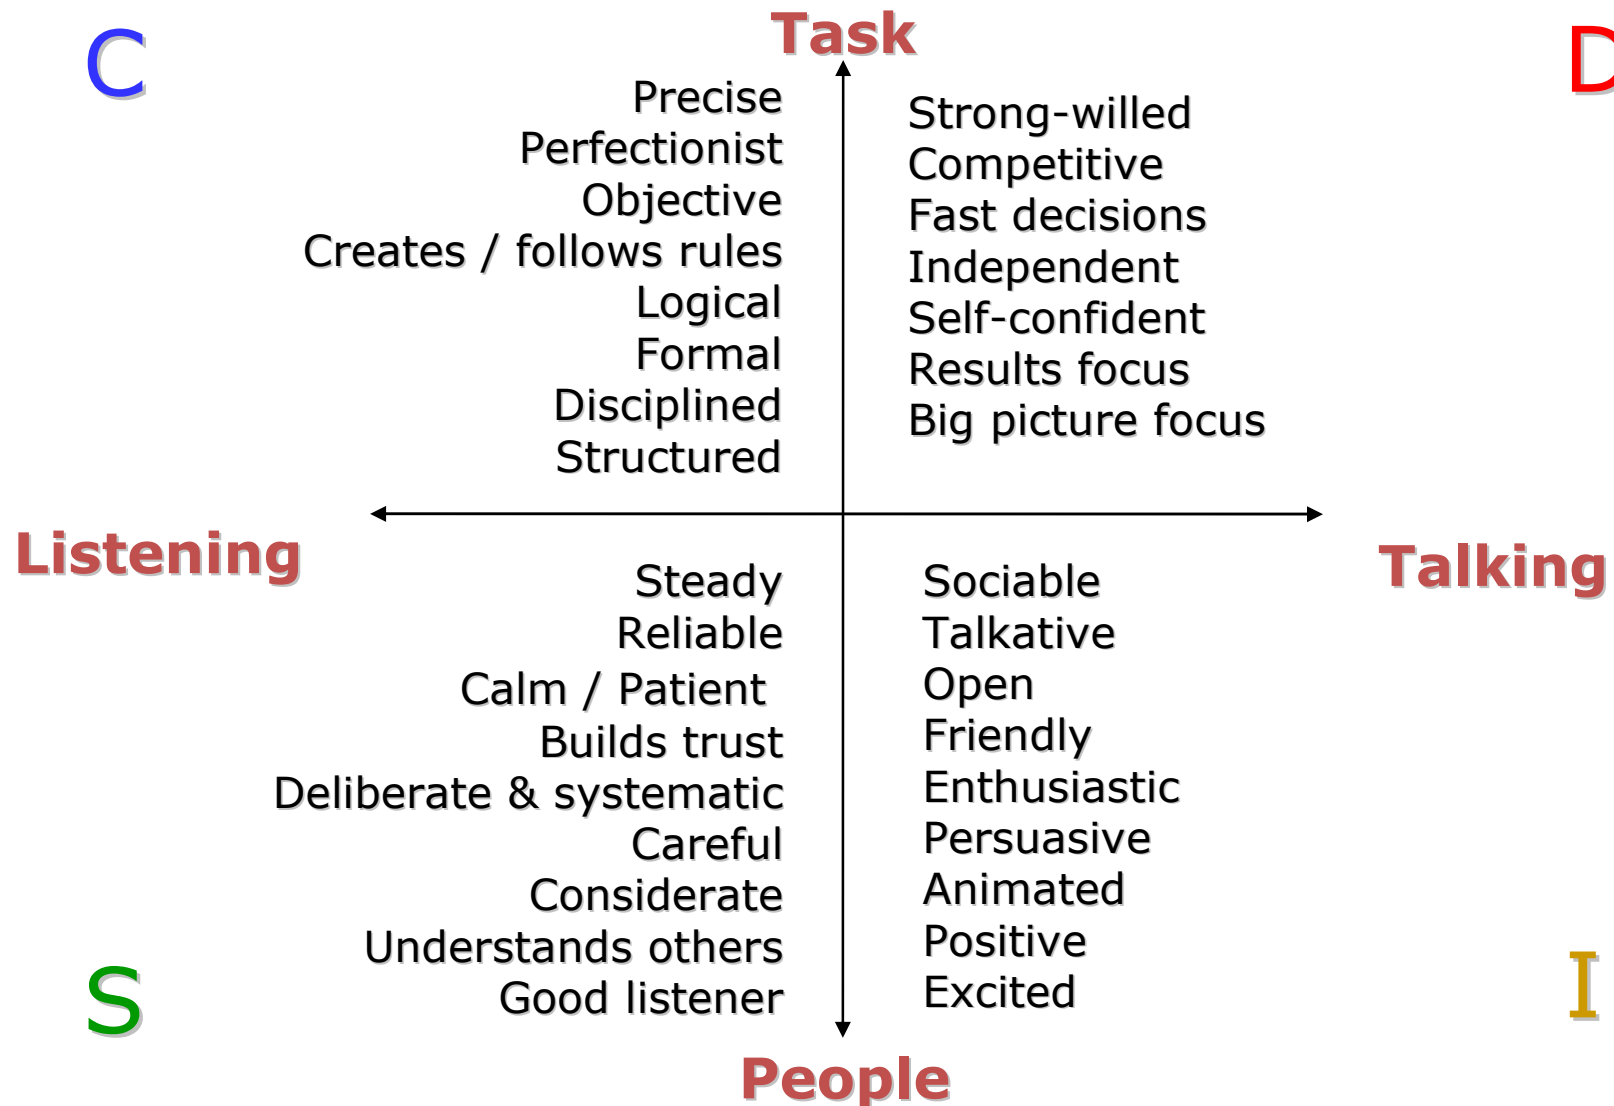 Task
C
D
Precise
Perfectionist
Objective
Creates / follows rules
Logical
Formal
Disciplined
Structured
Strong-willed
Competitive
Fast decisions
Independent
Self-confident
Results focus
Big picture focus
Listening
Talking
Steady
Reliable
Calm / Patient
Builds trust
Deliberate & systematic
Careful
Considerate
Understands others
Good listener
Sociable
Talkative
Open
Friendly
Enthusiastic
Persuasive
Animated
Positive
Excited
S
I
People